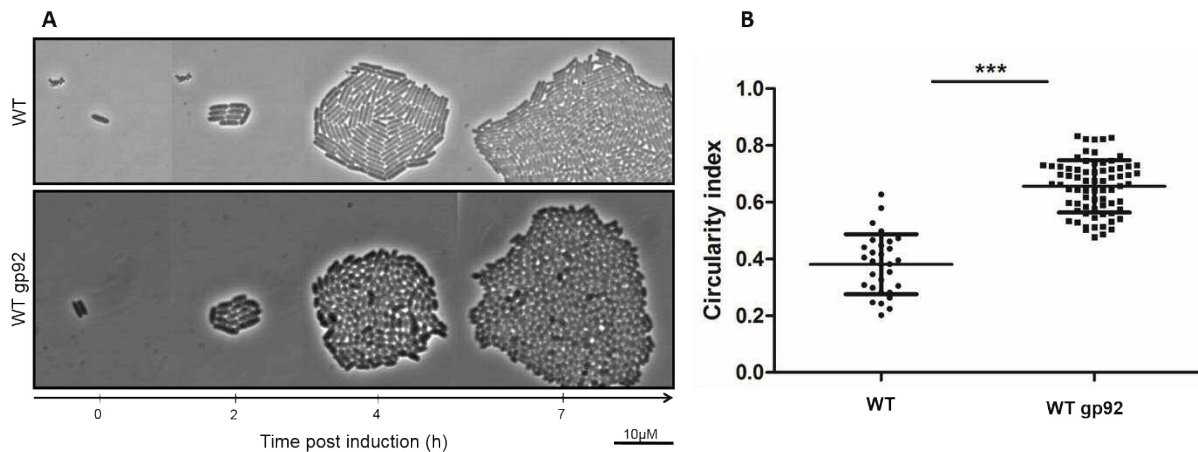 A
B
WT
WT gp92
0
2
4
7
Time post induction (h)
10µM
***
Circularity index
1.0
0.8
0.6
0.4
0.2
0.0
WT
WT gp92